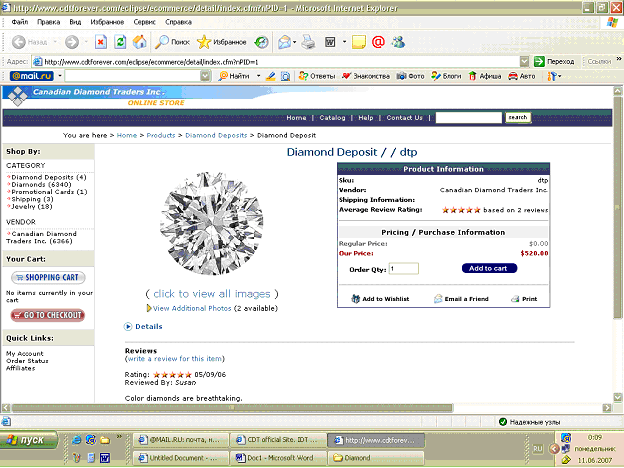 http://www.cdtforever.com/eclipse/ecommerce/detail/index.cfm?nPID=1. - Microsoft Internet Explorer
Файл Правка Вид Избранное Сервис Справка
Назад Поиск Избранное
Адрес: http://www.cdtforever.com/eclipse/ecommerce/detail/index.cfm?nPID=1 Переход Ссылки »
@mail.ru Найти Ответы Знакомства Фото Блоги Афиша Авто
Canadian Diamond Traders Inc.
ONLINE STORE
Home | Catalog | Help | Contact Us | search
You are here > Home > Products > Diamond Deposits > Diamond Deposit
Shop By:
CATEGORY
Diamond Deposits (4)
Diamonds (6340)
Promotional Cards (1)
Shipping (3)
Jewelry (18)
VENDOR
Canadian Diamond
Traders Inc. (6366)
Your Cart:
SHOPPING CART
No items currently in your
cart
GO TO CHECKOUT
Quick Links:
My Account
Order Status
Affiliates
Diamond Deposit / / dtp
( click to view all images )
View Additional Photos (2 available)
Product Information
Sku: dtp
Vendor: Canadian Diamond Traders Inc.
Shipping Information:
Average Review Rating: based on 2 reviews
Pricing / Purchase Information
Regular Price: $0.00
Our Price: $520.00
Order Qty: 1 Add to cart
Add to Wishlist Email a Friend Print
Details
Reviews
(write a review for this item)
Rating: 05/09/06
Reviewed By: Susan
Color diamonds are breathtaking.
Надежные узлы
пуск @MAIL.RU: почта, н... CDT official Site. IDT ... http://www.cdtforev... RU 0:09
Untitled Document - ... Doc1 - Microsoft Word Diamond понедельник
11.06.2007